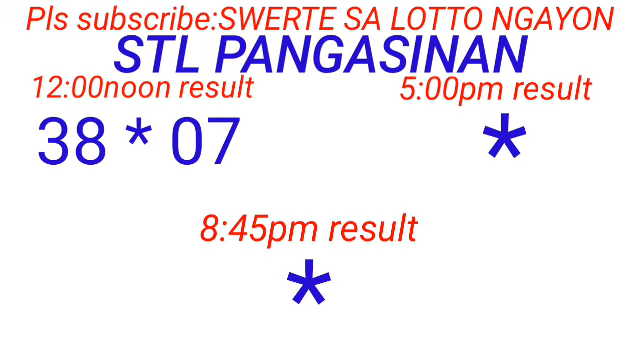 Pls subscribe:SWERTE SA LOTTO NGAYON
STL PANGASINAN
12:00noon result
5:00pm result
38 * 07
*
8:45pm result
*